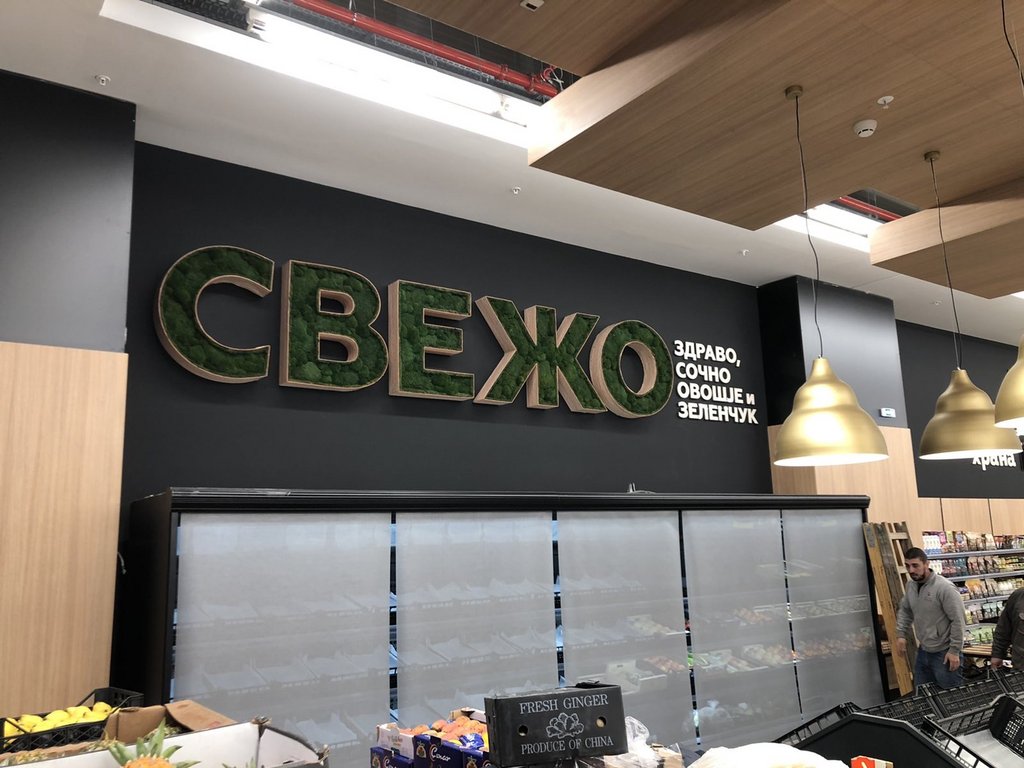 СВЕЖО
ЗДРАВО,
СОЧНО
ОВОШЈЕ и
ЗЕЛЕНЧУК
храна
FRESH GINGER
PRODUCE OF CHINA